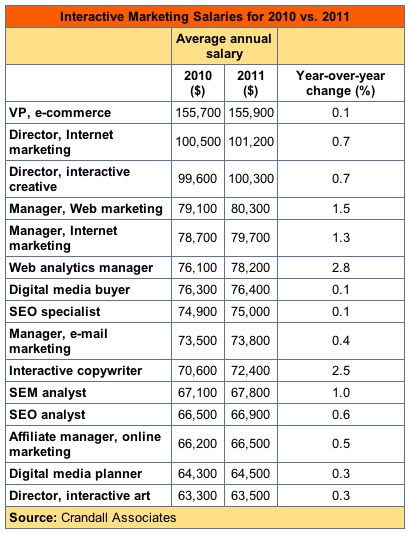 Interactive Marketing Salaries for 2010 vs. 2011
Average annual
salary
2010
($)
2011
($)
Year-over-year
change (%)
VP, e-commerce 155,700 155,900 0.1
Director, Internet
marketing 100,500 101,200 0.7
Director, interactive
creative 99,600 100,300 0.7
Manager, Web marketing 79,100 80,300 1.5
Manager, Internet
marketing 78,700 79,700 1.3
Web analytics manager 76,100 78,200 2.8
Digital media buyer 76,300 76,400 0.1
SEO specialist 74,900 75,000 0.1
Manager, e-mail
marketing 73,500 73,800 0.4
Interactive copywriter 70,600 72,400 2.5
SEM analyst 67,100 67,800 1.0
SEO analyst 66,500 66,900 0.6
Affiliate manager, online
marketing 66,200 66,500 0.5
Digital media planner 64,300 64,500 0.3
Director, interactive art 63,300 63,500 0.3
Source: Crandall Associates